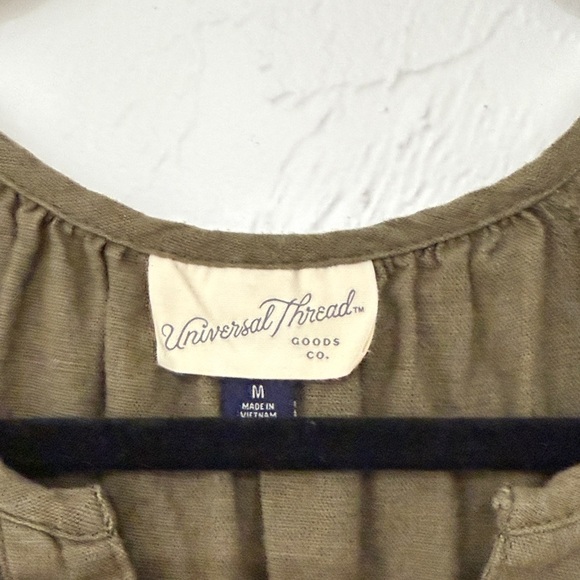 Universal Thread™
GOODS
CO.
M
MADE IN
VIETNAM